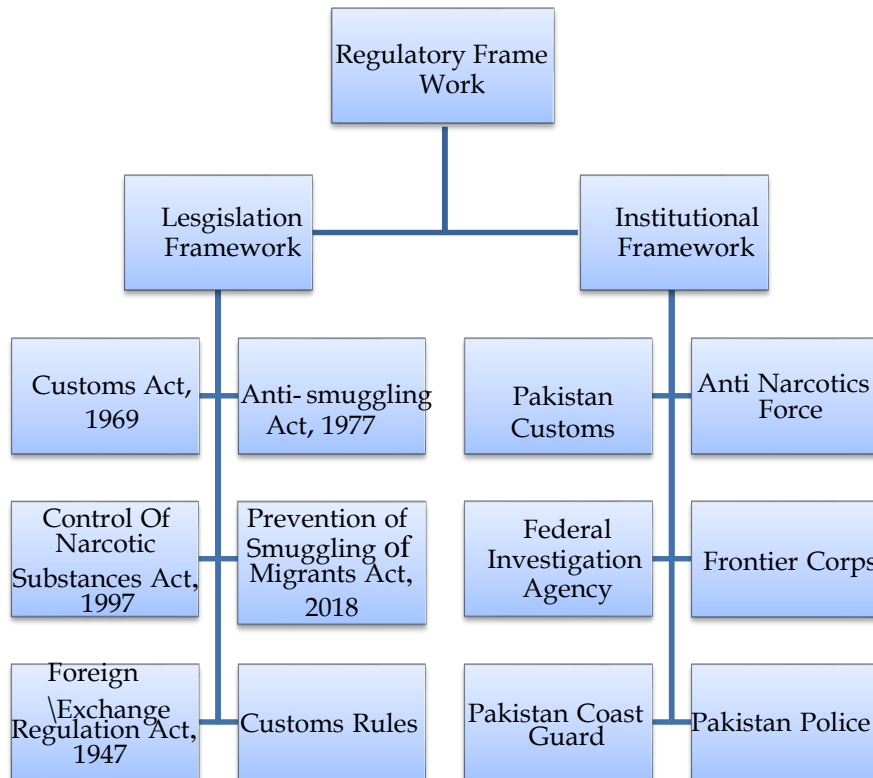 Regulatory Frame
Work
Lesgislation
Framework
Institutional
Framework
Customs Act,
1969
Anti-smuggling
Act, 1977
Pakistan
Customs
Anti Narcotics
Force
Control Of
Narcotic
Substances Act,
1997
Prevention of
Smuggling of
Migrants Act,
2018
Federal
Investigation
Agency
Frontier Corps
Foreign
\Exchange
Regulation Act,
1947
Customs Rules
Pakistan Coast
Guard
Pakistan Police